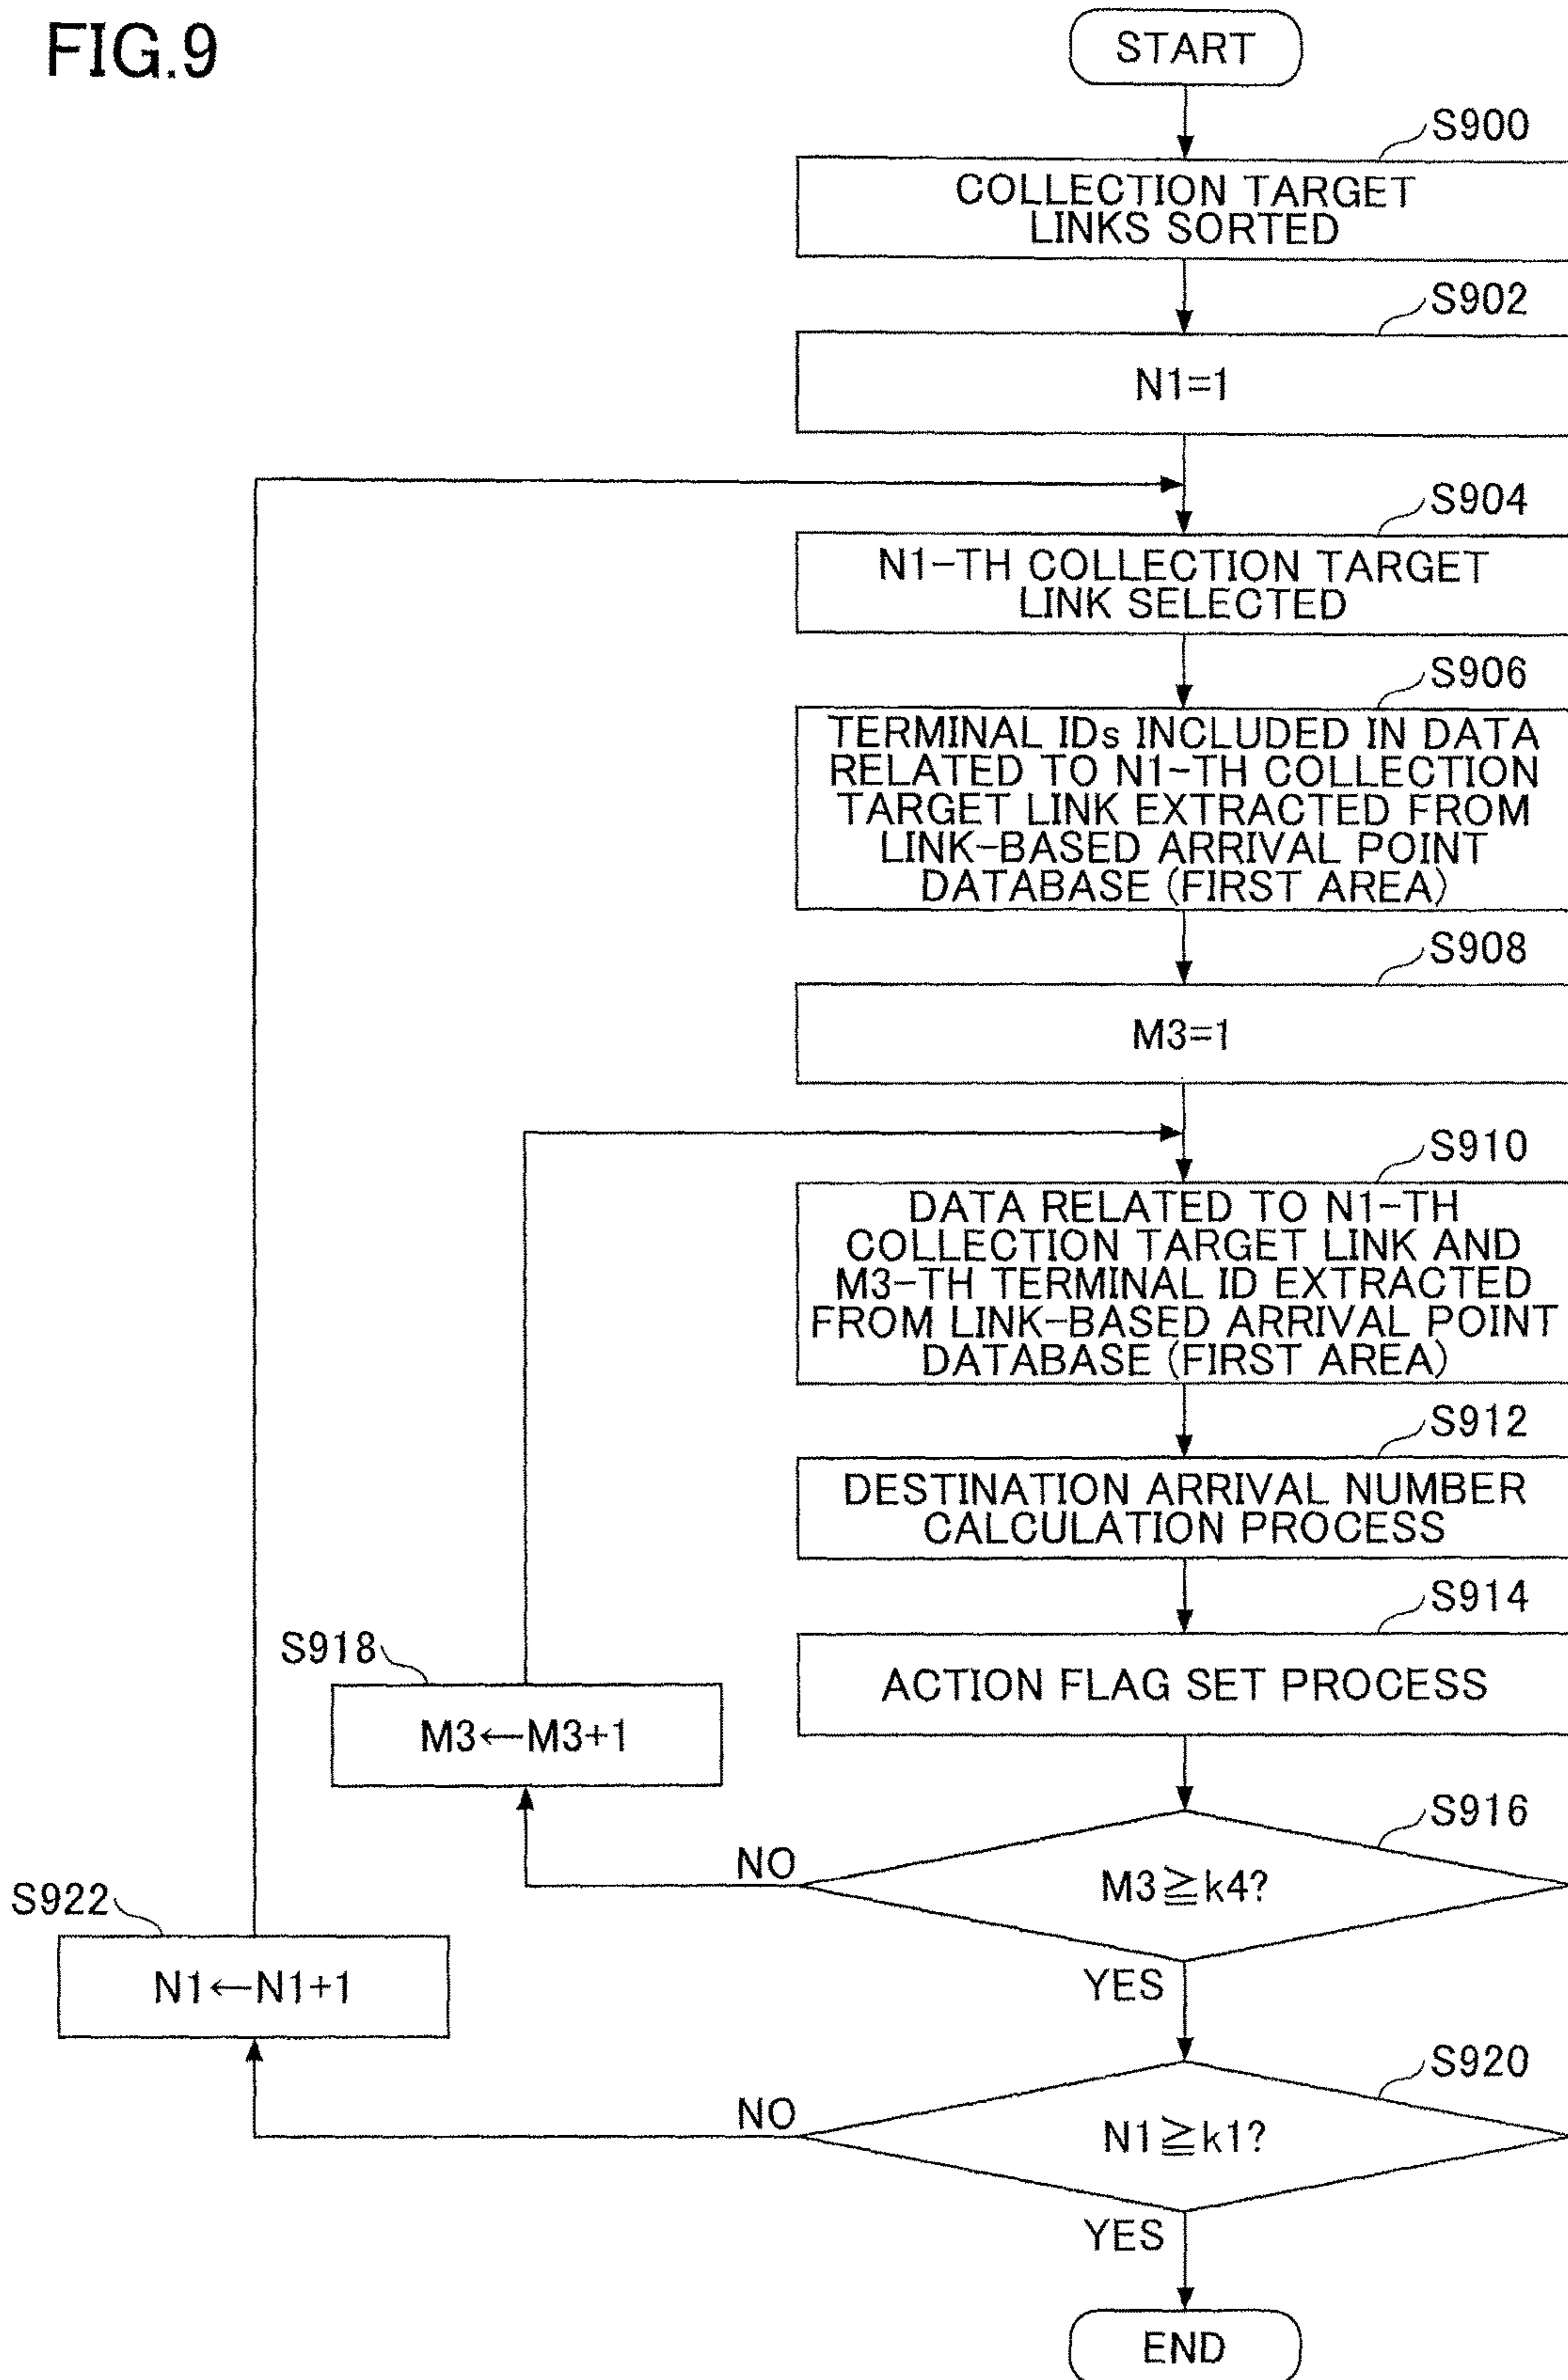 FIG.9
START
S900
COLLECTION TARGET
LINKS SORTED
S902
N1=1
S904
N1-TH COLLECTION TARGET
LINK SELECTED
S906
TERMINAL IDs INCLUDED IN DATA
RELATED TO N1-TH COLLECTION
TARGET LINK EXTRACTED FROM
LINK-BASED ARRIVAL POINT
DATABASE (FIRST AREA)
S908
M3=1
S910
DATA RELATED TO N1-TH
COLLECTION TARGET LINK AND
M3-TH TERMINAL ID EXTRACTED
FROM LINK-BASED ARRIVAL POINT
DATABASE (FIRST AREA)
S912
DESTINATION ARRIVAL NUMBER
CALCULATION PROCESS
S914
ACTION FLAG SET PROCESS
S918
M3←M3+1
S916
M3≧k4?
NO
YES
S922
N1←N1+1
S920
N1≧k1?
NO
YES
END